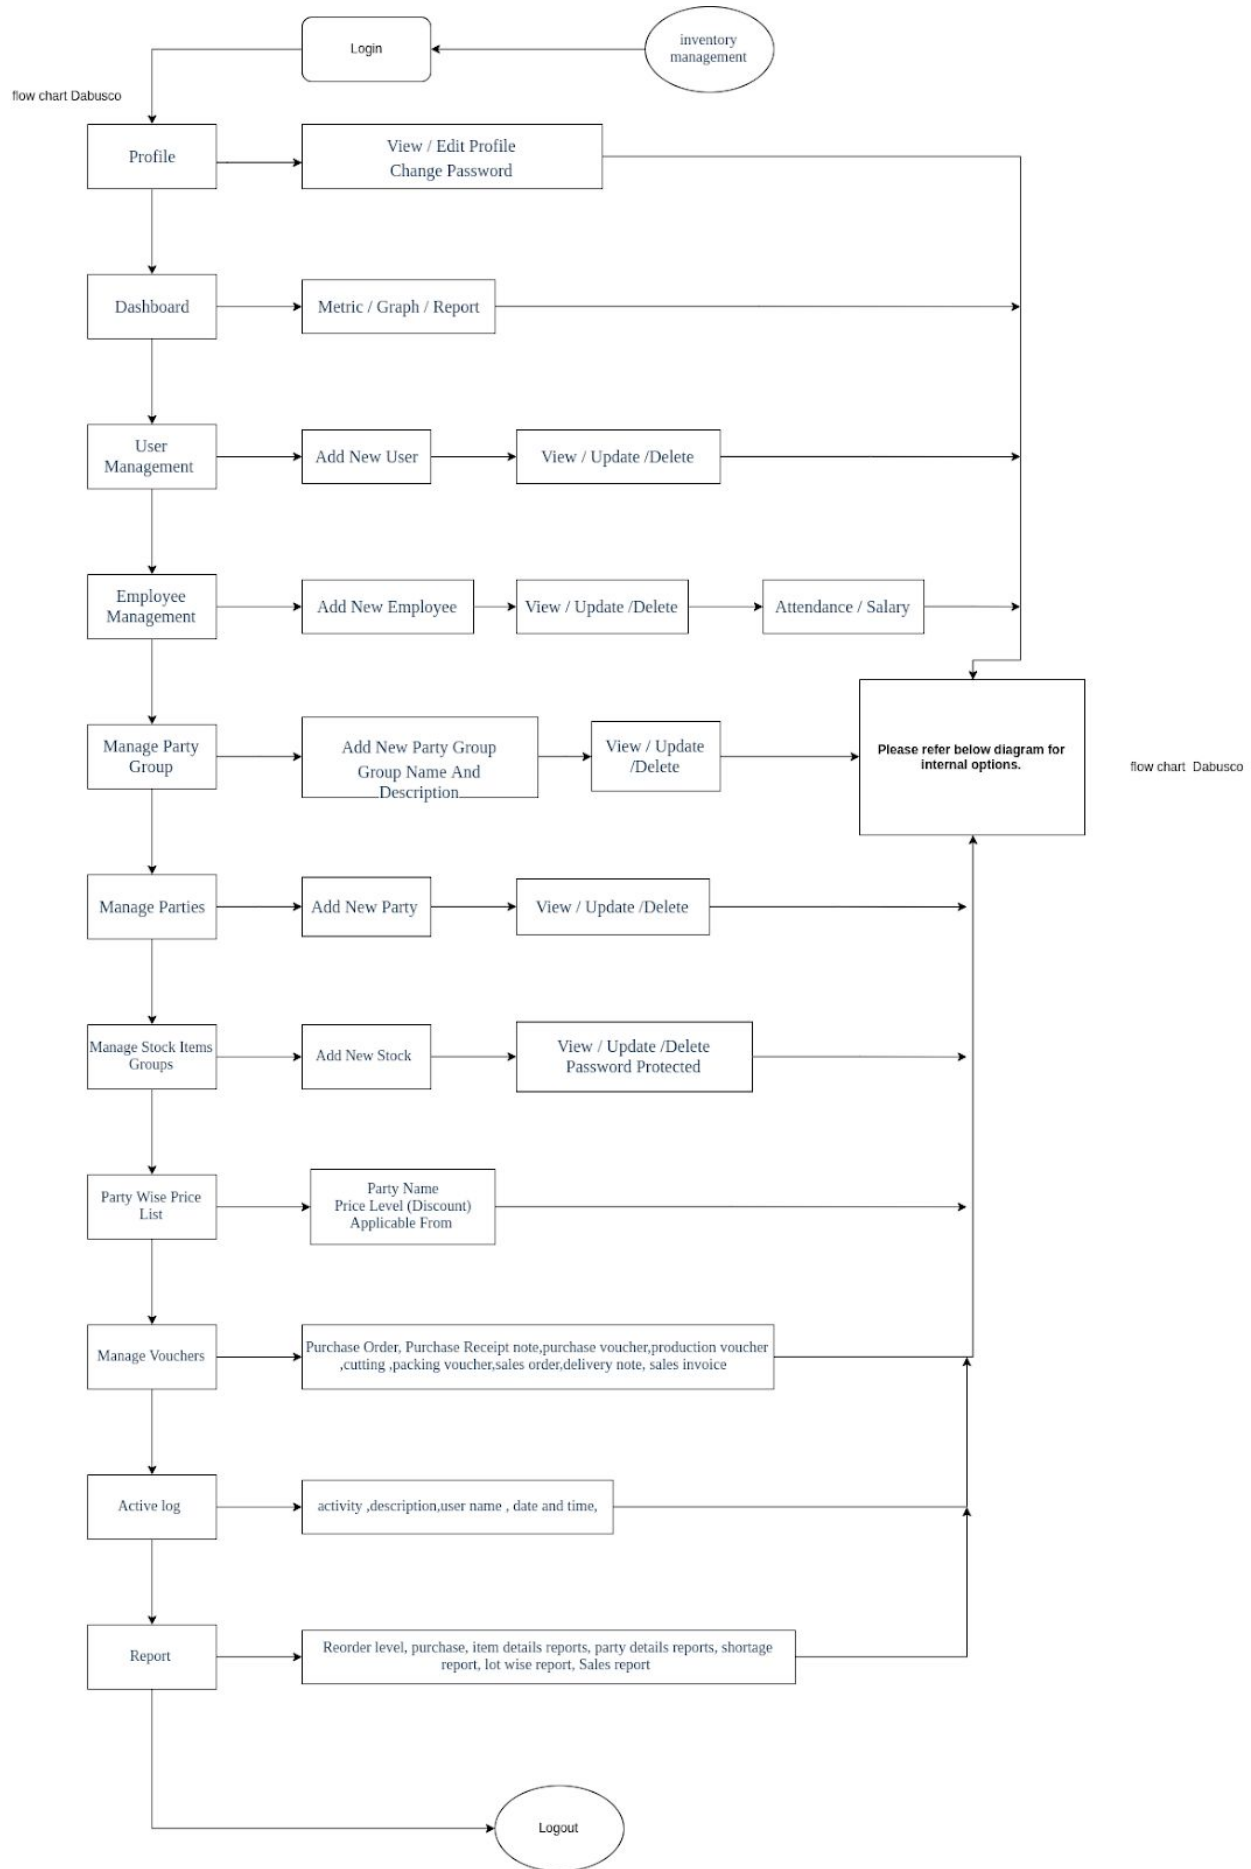 Login
inventory
management
flow chart Dabusco
Profile
View / Edit Profile
Change Password
Dashboard
Metric / Graph / Report
User
Management
Add New User
View / Update /Delete
Employee
Management
Add New Employee
View / Update /Delete
Attendance / Salary
Manage Party
Group
Add New Party Group
Group Name And
Description
View / Update
/Delete
Please refer below diagram for
internal options.
flow chart  Dabusco
Manage Parties
Add New Party
View / Update /Delete
Manage Stock Items
Groups
Add New Stock
View / Update /Delete
Password Protected
Party Wise Price
List
Party Name
Price Level (Discount)
Applicable From
Manage Vouchers
Purchase Order, Purchase Receipt note,purchase voucher,production voucher
,cutting ,packing voucher,sales order,delivery note, sales invoice
Active log
activity ,description,user name , date and time,
Report
Reorder level, purchase, item details reports, party details reports, shortage
report, lot wise report, Sales report
Logout